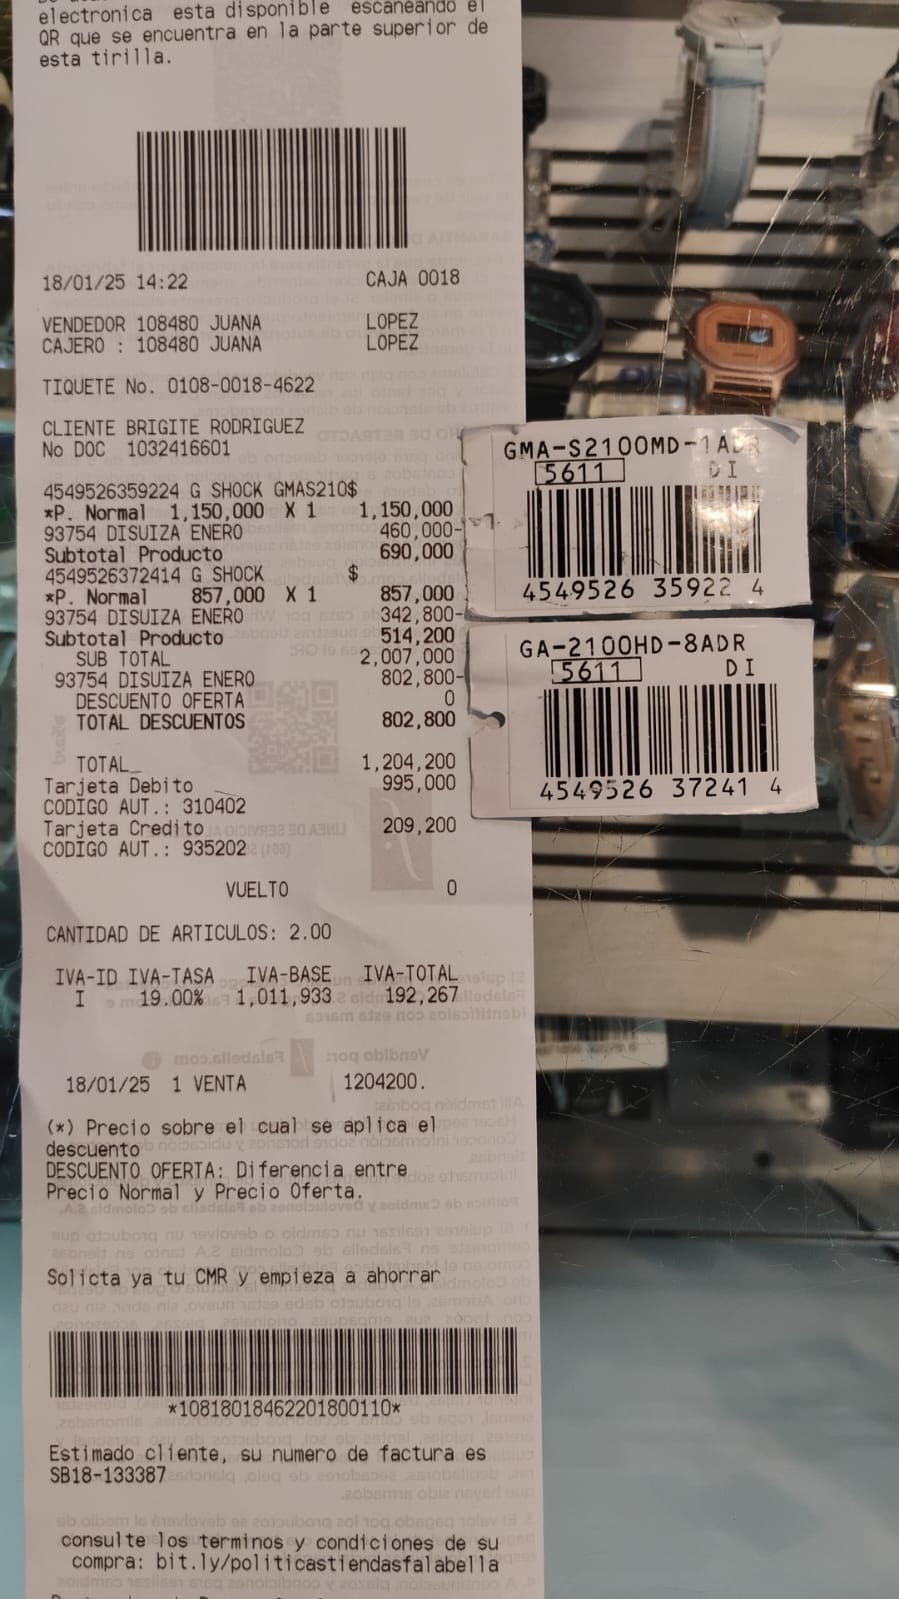 electronica esta disponible escaneando el
QR que se encuentra en la parte superior de
esta tirilla.
18/01/25 14:22 CAJA 0018
VENDEDOR 108480 JUANA LOPEZ
CAJERO : 108480 JUANA LOPEZ
TIQUETE No. 0108-0018-4622
CLIENTE BRIGITE RODRIGUEZ
No DOC 1032416601
4549526359224 G SHOCK GMAS210$
*P. Normal 1,150,000 X 1 1,150,000
93754 DISUIZA ENERO 460,000-
Subtotal Producto 690,000
4549526372414 G SHOCK $
*P. Normal 857,000 X 1 857,000
93754 DISUIZA ENERO 342,800-
Subtotal Producto 514,200
SUB TOTAL 2,007,000
93754 DISUIZA ENERO 802,800-
DESCUENTO OFERTA 0
TOTAL DESCUENTOS 802,800
TOTAL_ 1,204,200
Tarjeta Debito 995,000
CODIGO AUT.: 310402
Tarjeta Credito 209,200
CODIGO AUT.: 935202
VUELTO 0
CANTIDAD DE ARTICULOS: 2.00
IVA-ID IVA-TASA IVA-BASE IVA-TOTAL
I 19.00% 1,011,933 192,267
18/01/25 1 VENTA 1204200.
(*) Precio sobre el cual se aplica el
descuento
DESCUENTO OFERTA: Diferencia entre
Precio Normal y Precio Oferta.
Solicta ya tu CMR y empieza a ahorrar
*10818018462201800110*
Estimado cliente, su numero de factura es
SB18-133387
consulte los terminos y condiciones de su
compra: bit.ly/politicastiendasfalabella
GMA-S2100MD-1ADR
5611 DI
4549526 35922 4
GA-2100HD-8ADR
5611 DI
4549526 37241 4